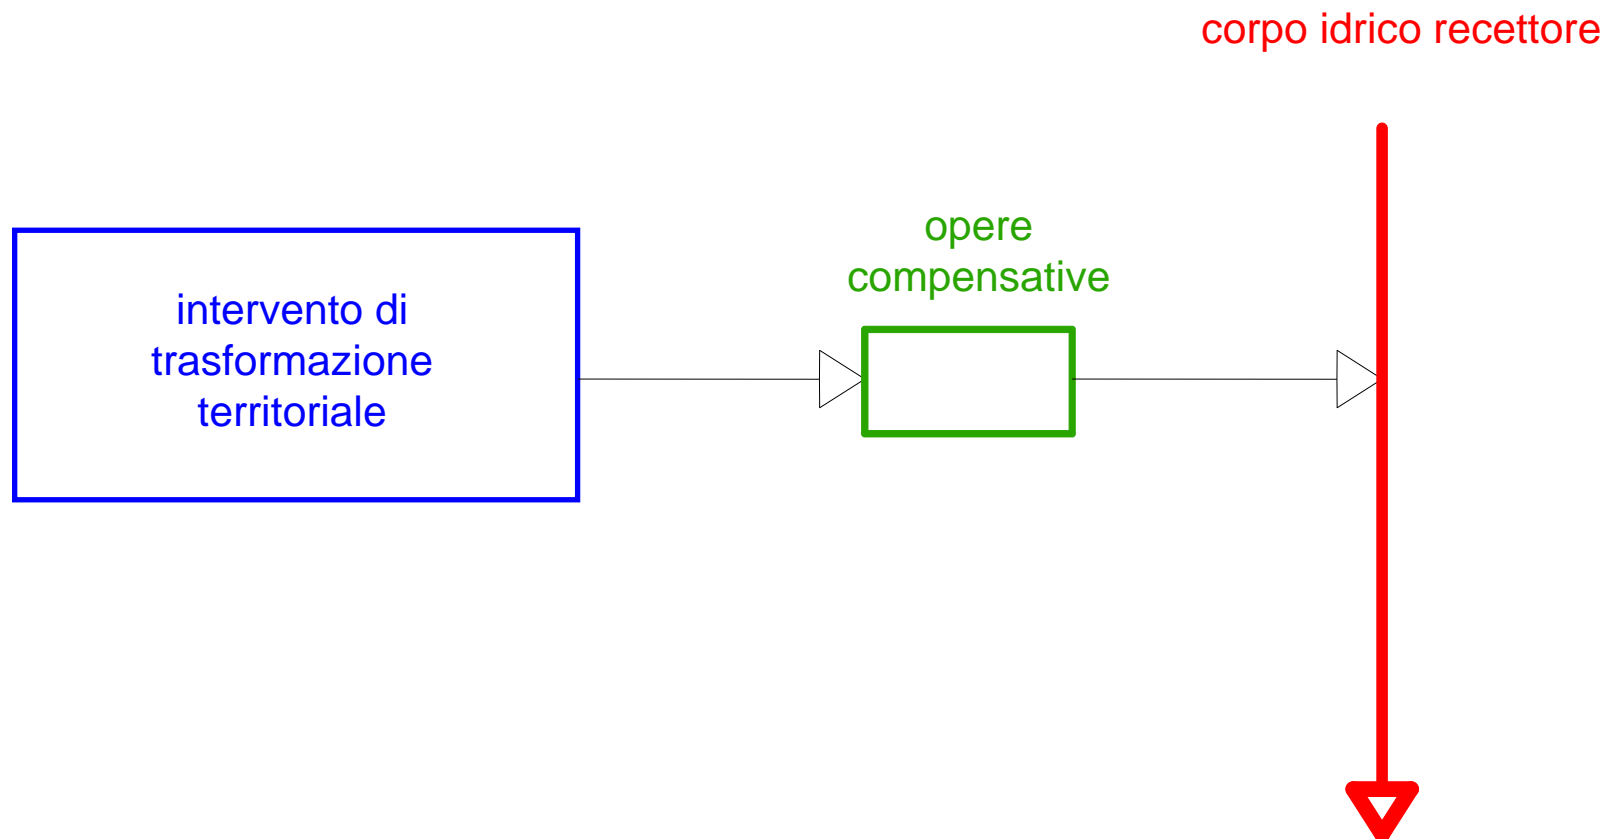 corpo idrico recettore
opere
compensative
intervento di
trasformazione
territoriale